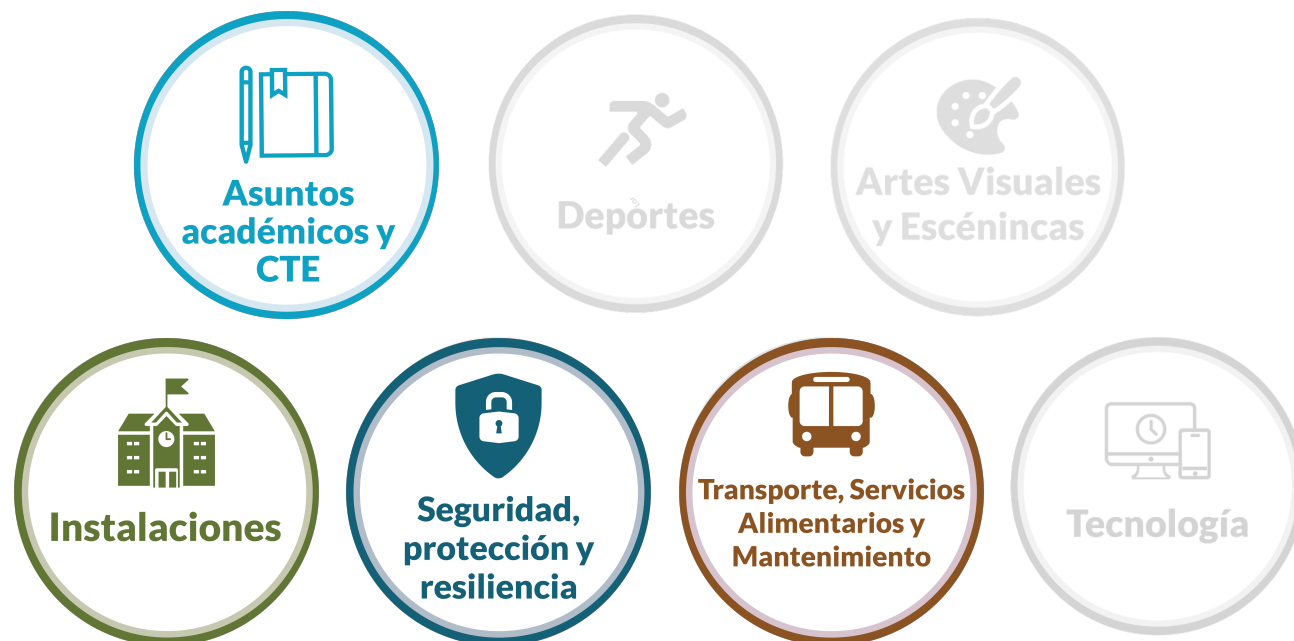 Asuntos
académicos y
CTE
Deportes
Artes Visuales
y Escénincas
Instalaciones
Seguridad,
protección y
resiliencia
Transporte, Servicios
Alimentarios y
Mantenimiento
Tecnología